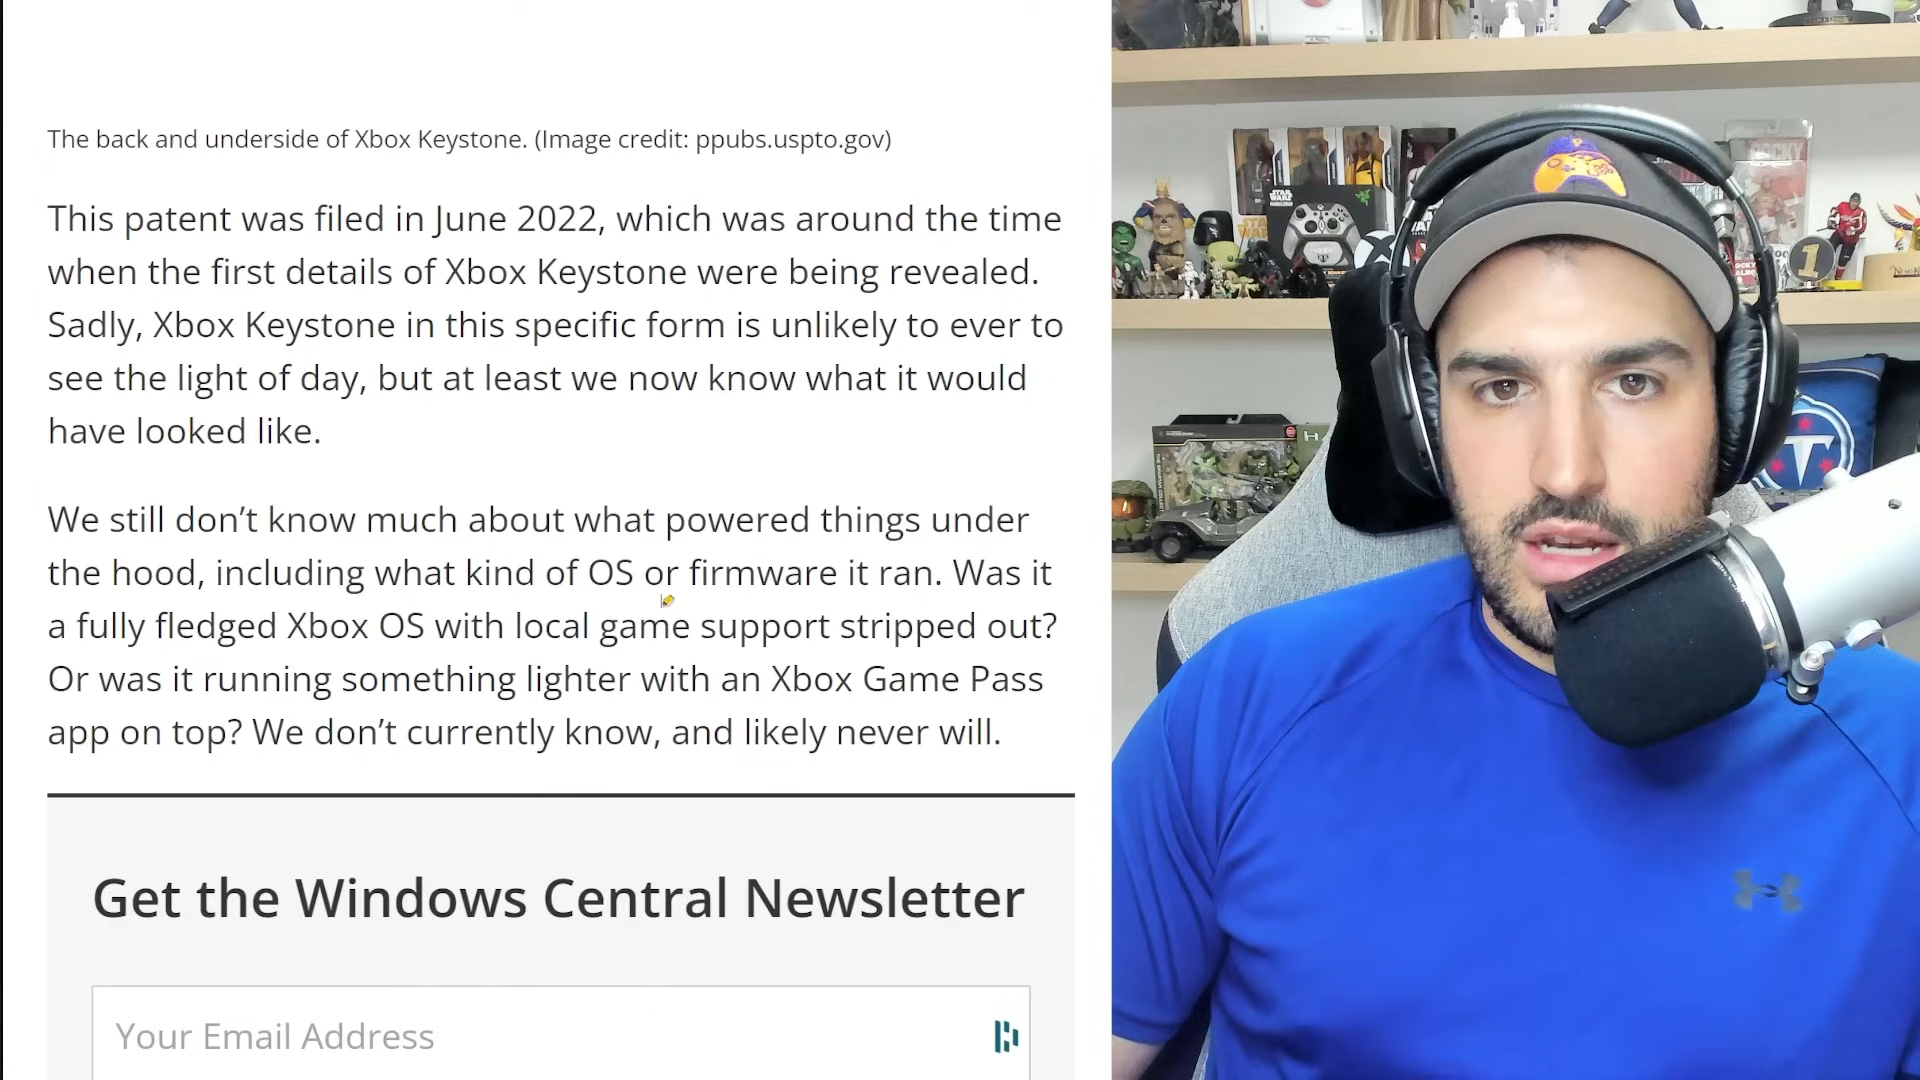 The back and underside of Xbox Keystone. (Image credit: ppubs.uspto.gov)
This patent was filed in June 2022, which was around the time
when the first details of Xbox Keystone were being revealed.
Sadly, Xbox Keystone in this specific form is unlikely to ever to
see the light of day, but at least we now know what it would
have looked like.
We still don’t know much about what powered things under
the hood, including what kind of OS or firmware it ran. Was it
a fully fledged Xbox OS with local game support stripped out?
Or was it running something lighter with an Xbox Game Pass
app on top? We don’t currently know, and likely never will.
Get the Windows Central Newsletter
Your Email Address
STAR
WARS
ROCKY
1
T